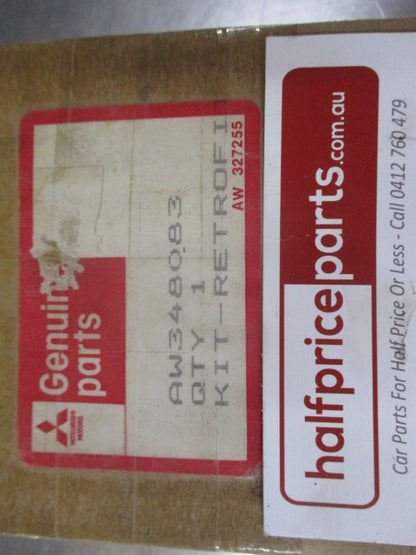 Genuine
parts
MITSUBISHI
MOTORS
AW348083
QTY 1
KIT-RETROFI
AW 327255
halfpriceparts.com.au
Car Parts For Half Price Or Less - Call 0412 760 479